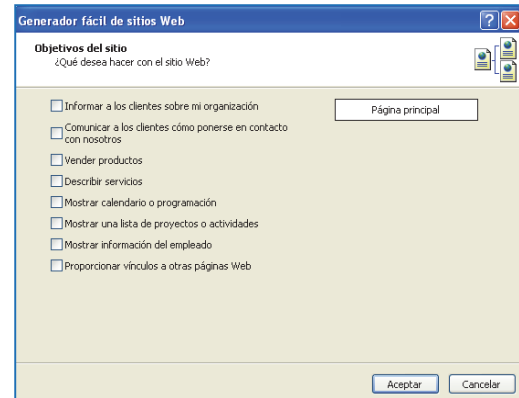 Generador fácil de sitios Web
Objetivos del sitio
¿Qué desea hacer con el sitio Web?
Informar a los clientes sobre mi organización
Página principal
Comunicar a los clientes cómo ponerse en contacto
con nosotros
Vender productos
Describir servicios
Mostrar calendario o programación
Mostrar una lista de proyectos o actividades
Mostrar información del empleado
Proporcionar vínculos a otras páginas Web
Aceptar
Cancelar